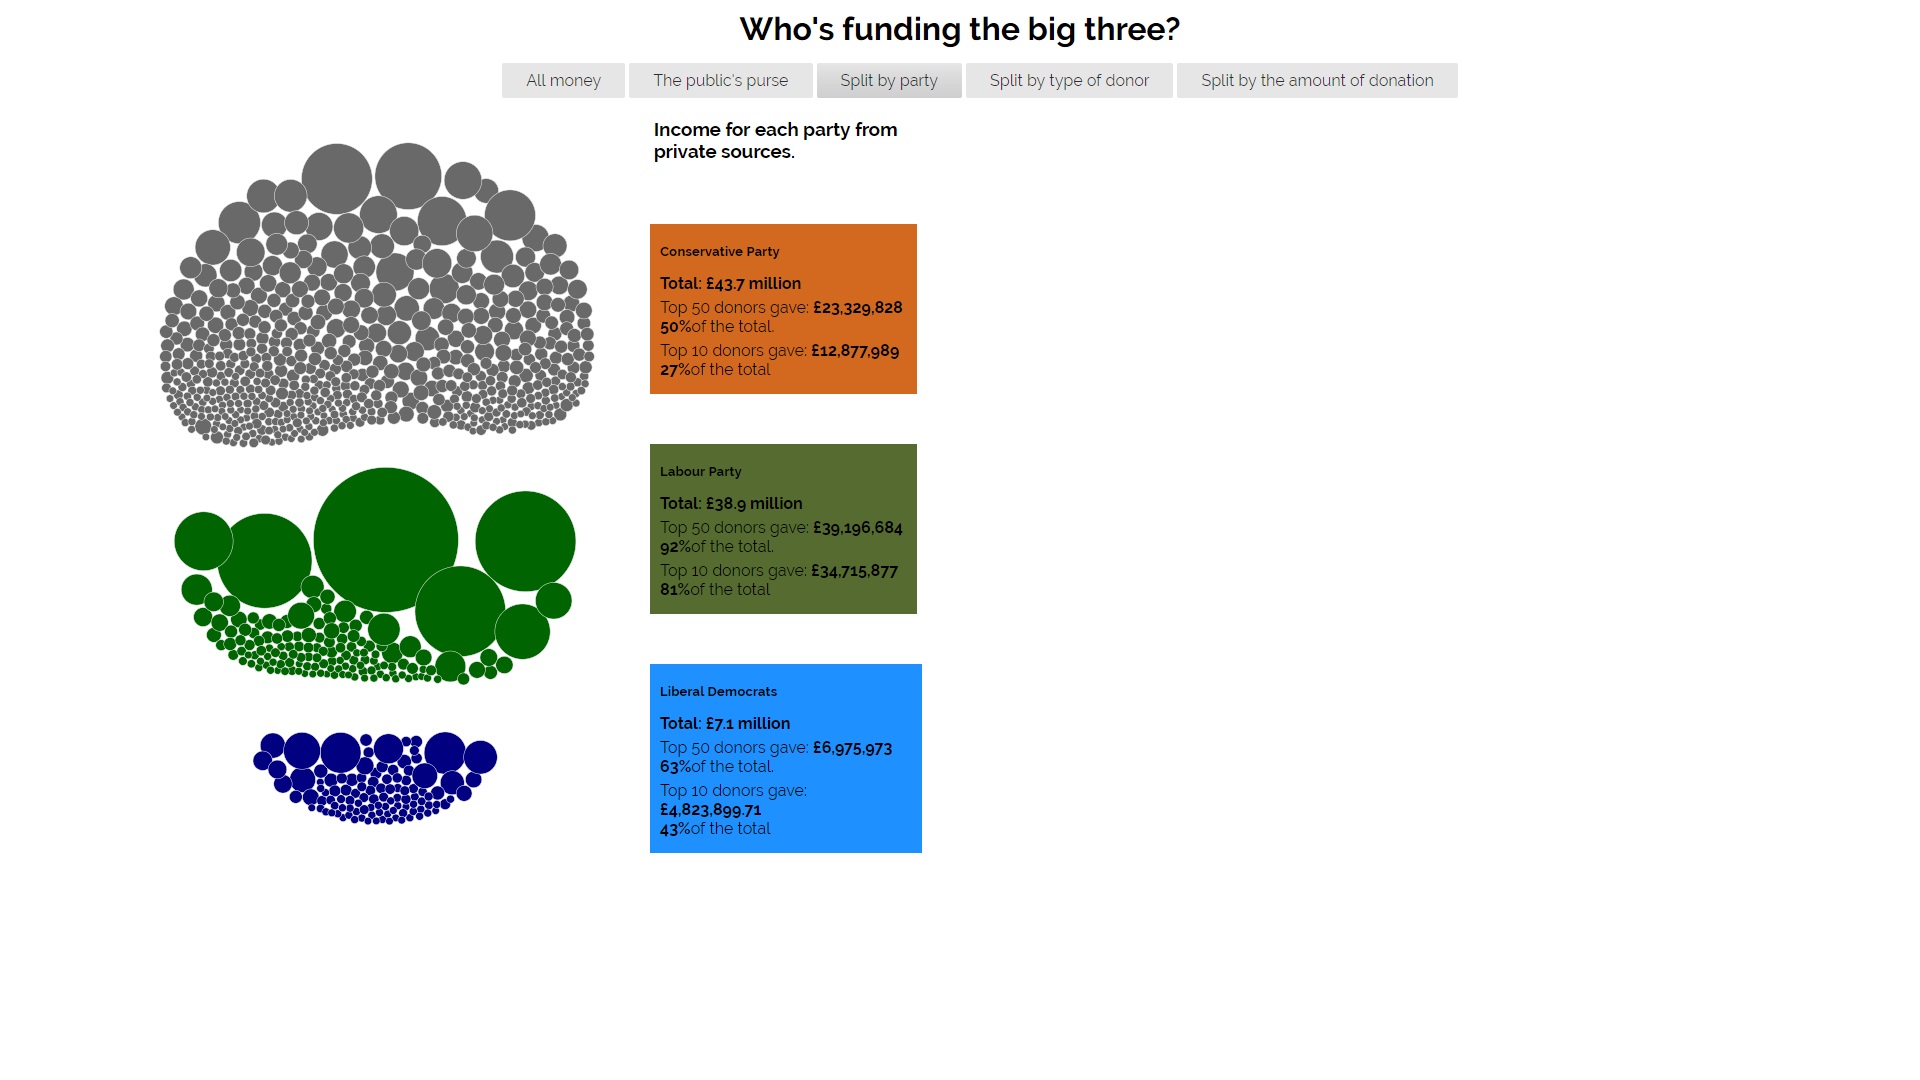 Who's funding the big three?
All money
The public's purse
Split by party
Split by type of donor
Split by the amount of donation
Income for each party from
private sources.
Conservative Party
Total: £43.7 million
Top 50 donors gave: £23,329,828
50%of the total.
Top 10 donors gave: £12,877,989
27%of the total
Labour Party
Total: £38.9 million
Top 50 donors gave: £39,196,684
92%of the total.
Top 10 donors gave: £34,715,877
81%of the total
Liberal Democrats
Total: £7.1 million
Top 50 donors gave: £6,975,973
63%of the total.
Top 10 donors gave:
£4,823,899.71
43%of the total